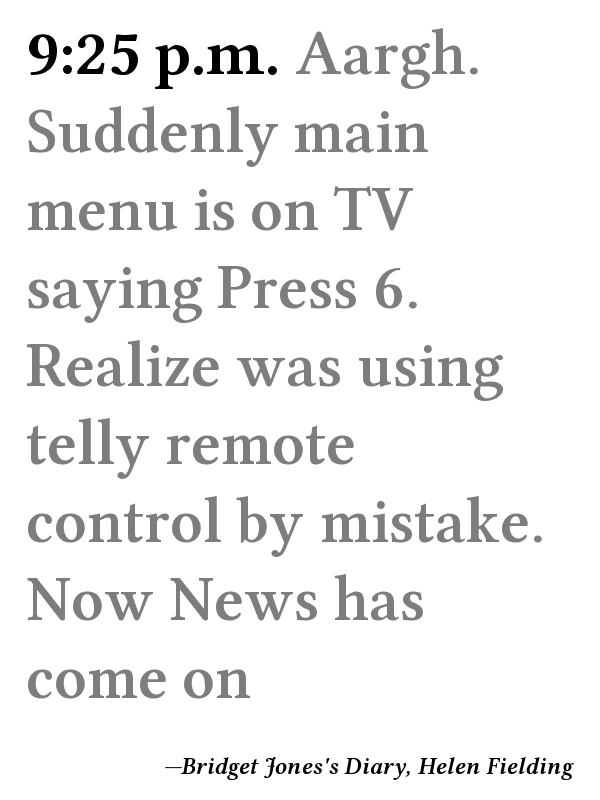 9:25 p.m. Aargh.
Suddenly main
menu is on TV
saying Press 6.
Realize was using
telly remote
control by mistake.
Now News has
come on
—Bridget Jones's Diary, Helen Fielding